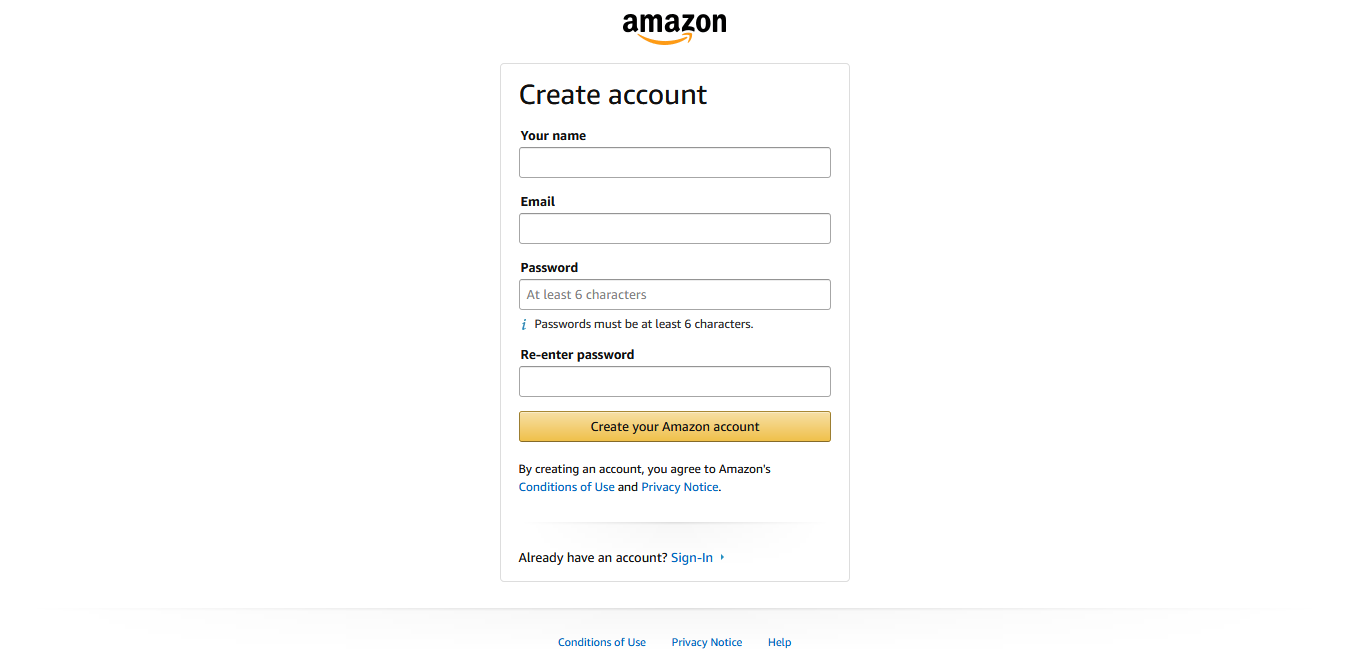 amazon
Create account
Your name
Email
Password
At least 6 characters
i Passwords must be at least 6 characters.
Re-enter password
Create your Amazon account
By creating an account, you agree to Amazon's
Conditions of Use and Privacy Notice.
Already have an account? Sign-In
Conditions of Use Privacy Notice Help